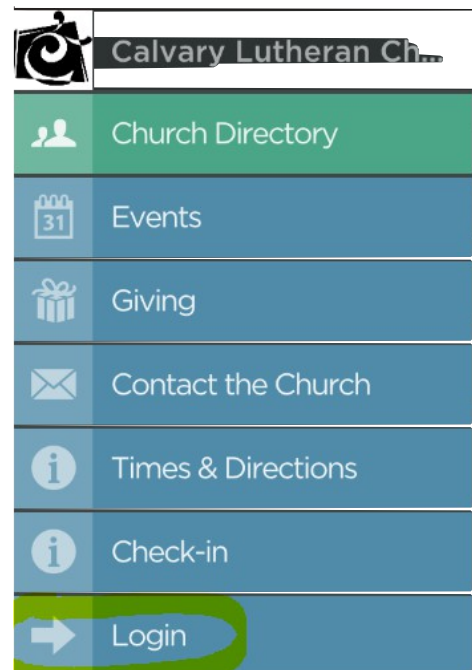 Calvary Lutheran Ch...
Church Directory
31
Events
Giving
Contact the Church
i
Times & Directions
i
Check-in
Login